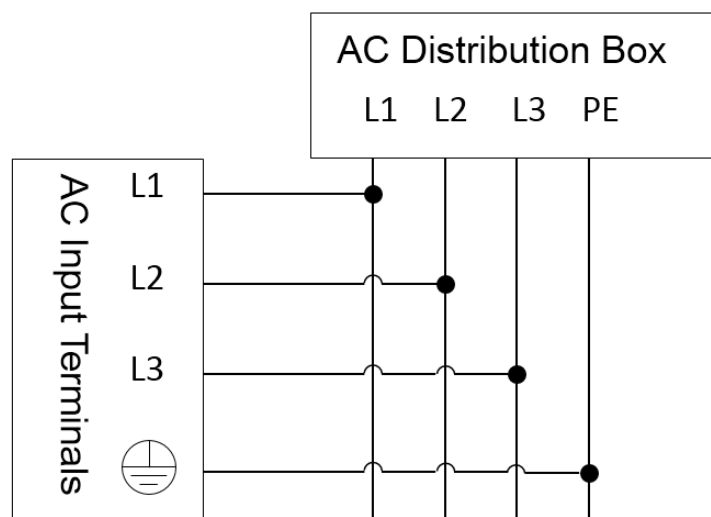 AC Distribution Box
L1 L2 L3 PE
AC Input Terminals
L1
L2
L3